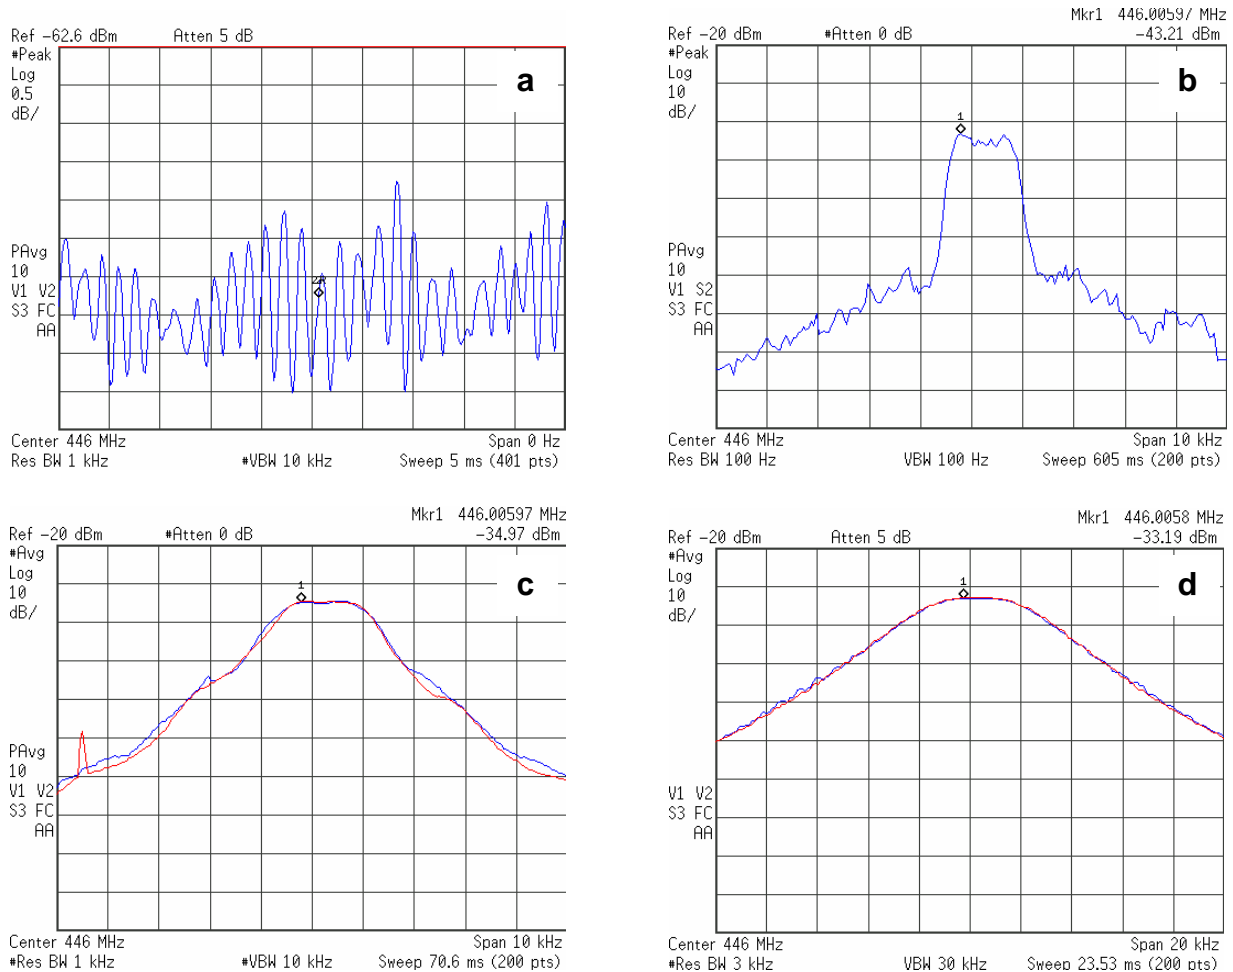 Ref -62.6 dBm Atten 5 dB
#Peak
Log
0.5
dB/
a
PAvg
10
V1 V2
S3 FC
AA
Center 446 MHz Span 0 Hz
Res BW 1 kHz #VBW 10 kHz Sweep 5 ms (401 pts)
Mkr1 446.00597 MHz
Ref -20 dBm #Atten 0 dB -43.21 dBm
#Peak
Log
10
dB/
b
1
PAvg
10
V1 S2
S3 FC
AA
Center 446 MHz Span 10 kHz
Res BW 100 Hz VBW 100 Hz Sweep 605 ms (200 pts)
Mkr1 446.00597 MHz
Ref -20 dBm #Atten 0 dB -34.97 dBm
#Avg
Log
10
dB/
c
1
PAvg
10
V1 V2
S3 FC
AA
Center 446 MHz Span 10 kHz
#Res BW 1 kHz #VBW 10 kHz Sweep 70.6 ms (200 pts)
Mkr1 446.0058 MHz
Ref -20 dBm Atten 5 dB -33.19 dBm
#Avg
Log
10
dB/
d
1
V1 V2
S3 FC
AA
Center 446 MHz Span 20 kHz
#Res BW 3 kHz VBW 30 kHz Sweep 23.53 ms (200 pts)